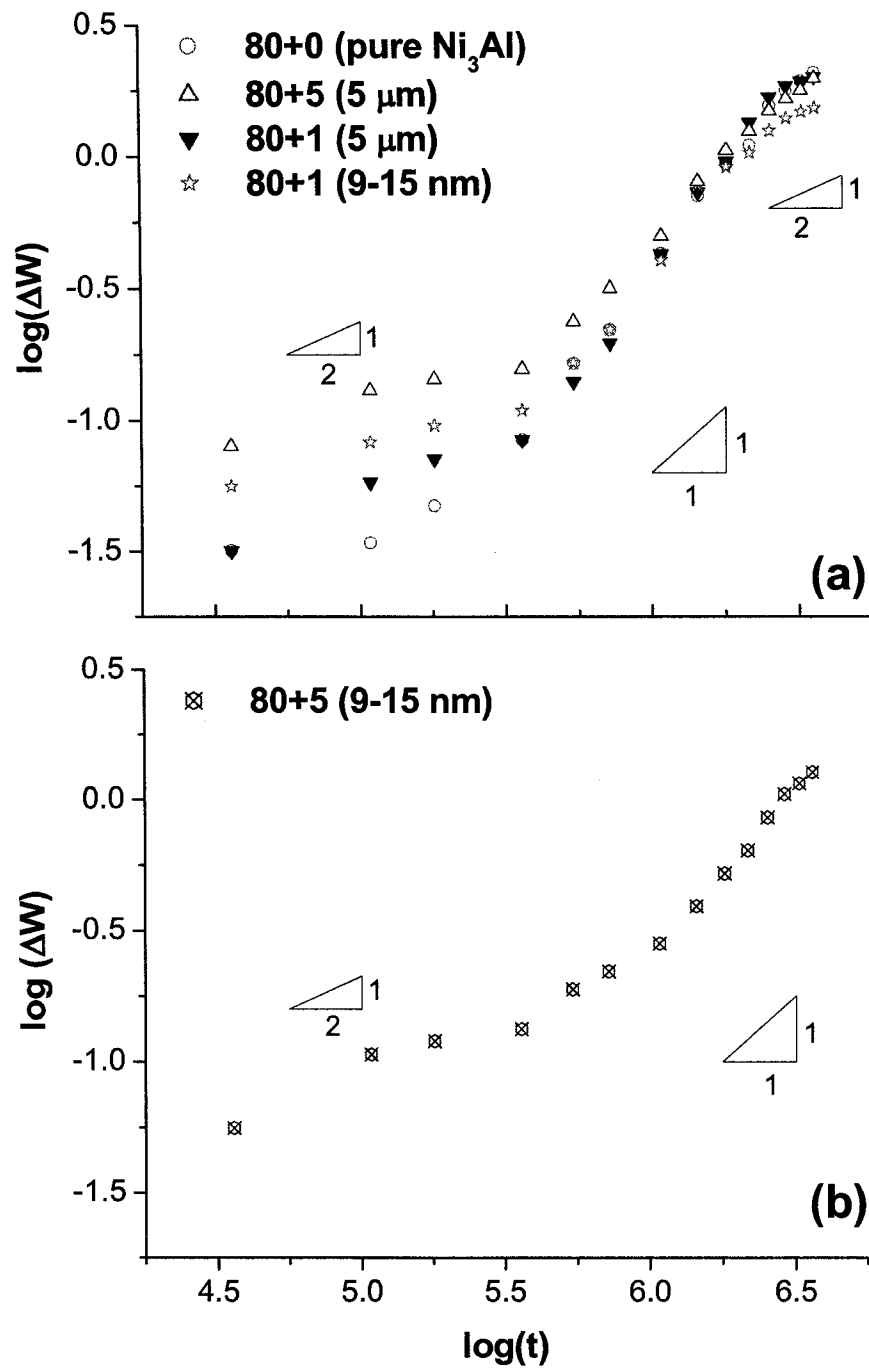 0.5
0.0
-0.5
-1.0
-1.5
log(ΔW)
80+0 (pure Ni₃Al)
80+5 (5 μm)
80+1 (5 μm)
80+1 (9-15 nm)
1
2
1
2
1
1
(a)
0.5
0.0
-0.5
-1.0
-1.5
log (ΔW)
80+5 (9-15 nm)
1
2
1
1
(b)
4.5 5.0 5.5 6.0 6.5
log(t)